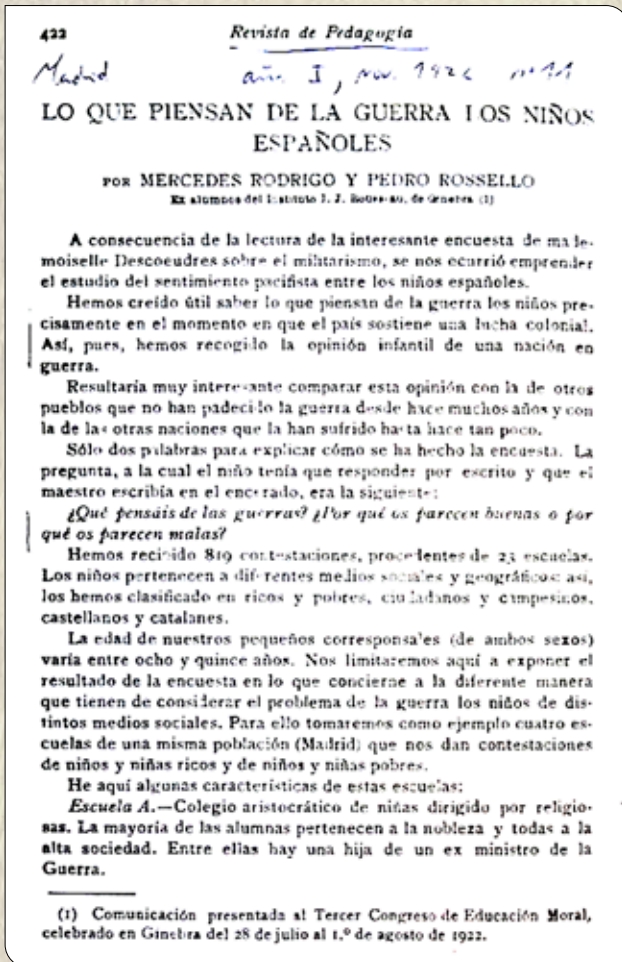 422
Revista de Pedagogía
Madrid año I, nov. 1922 nº 11
LO QUE PIENSAN DE LA GUERRA LOS NIÑOS
ESPAÑOLES
POR MERCEDES RODRIGO Y PEDRO ROSSELLO
Ex alumnos del Instituto J. J. Rousseau, de Ginebra (1)
A consecuencia de la lectura de la interesante encuesta de made-
moiselle Descoeudres sobre el militarismo, se nos ocurrió emprender
el estudio del sentimiento pacifista entre los niños españoles.
Hemos creído útil saber lo que piensan de la guerra los niños pre-
cisamente en el momento en que el país sostiene una lucha colonial.
Así, pues, hemos recogido la opinión infantil de una nación en
guerra.
Resultaría muy interesante comparar esta opinión con la de otros
pueblos que no han padecido la guerra desde hace muchos años y con
la de las otras naciones que la han sufrido hasta hace tan poco.
Sólo dos palabras para explicar cómo se ha hecho la encuesta. La
pregunta, a la cual el niño tenía que responder por escrito y que el
maestro escribía en el encerado, era la siguiente:
¿Qué pensáis de las guerras? ¿Por qué os parecen buenas o por
qué os parecen malas?
Hemos recibido 819 contestaciones, procedentes de 23 escuelas.
Los niños pertenecen a diferentes medios sociales y geográficos: así,
los hemos clasificado en ricos y pobres, ciudadanos y campesinos,
castellanos y catalanes.
La edad de nuestros pequeños corresponsales (de ambos sexos)
varía entre ocho y quince años. Nos limitaremos aquí a exponer el
resultado de la encuesta en lo que concierne a la diferente manera
que tienen de considerar el problema de la guerra los niños de dis-
tintos medios sociales. Para ello tomaremos como ejemplo cuatro es-
cuelas de una misma población (Madrid) que nos dan contestaciones
de niños y niñas ricos y de niños y niñas pobres.
He aquí algunas características de estas escuelas:
Escuela A.—Colegio aristocrático de niñas dirigido por religio-
sas. La mayoría de las alumnas pertenecen a la nobleza y todas a la
alta sociedad. Entre ellas hay una hija de un ex ministro de la
Guerra.
(1) Comunicación presentada al Tercer Congreso de Educación Moral,
celebrado en Ginebra del 28 de julio al 1.º de agosto de 1922.